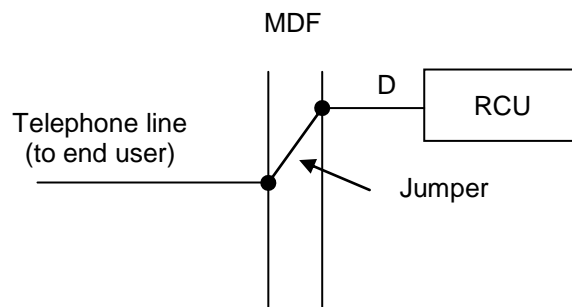 MDF
D
RCU
Telephone line
(to end user)
Jumper